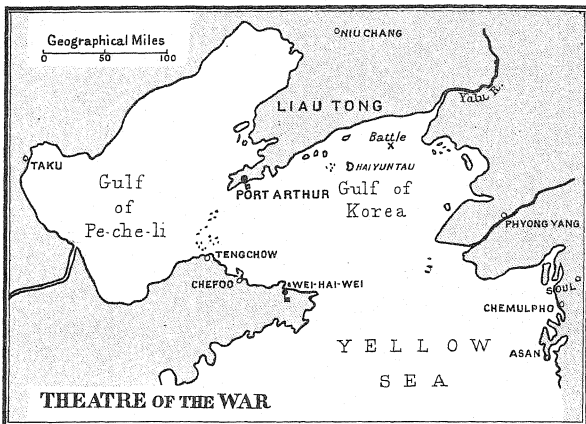 Geographical Miles
0 50 100
NIU CHANG
LIAU TONG
Yalu R.
Battle
HAIYUNTAU
TAKU
Gulf
of
Pe-che-li
PORT ARTHUR
Gulf of
Korea
PHYONG YANG
TENGCHOW
CHEFOO
WEI-HAI-WEI
SOUL
CHEMULPHO
ASAN
YELLOW
SEA
THEATRE OF THE WAR